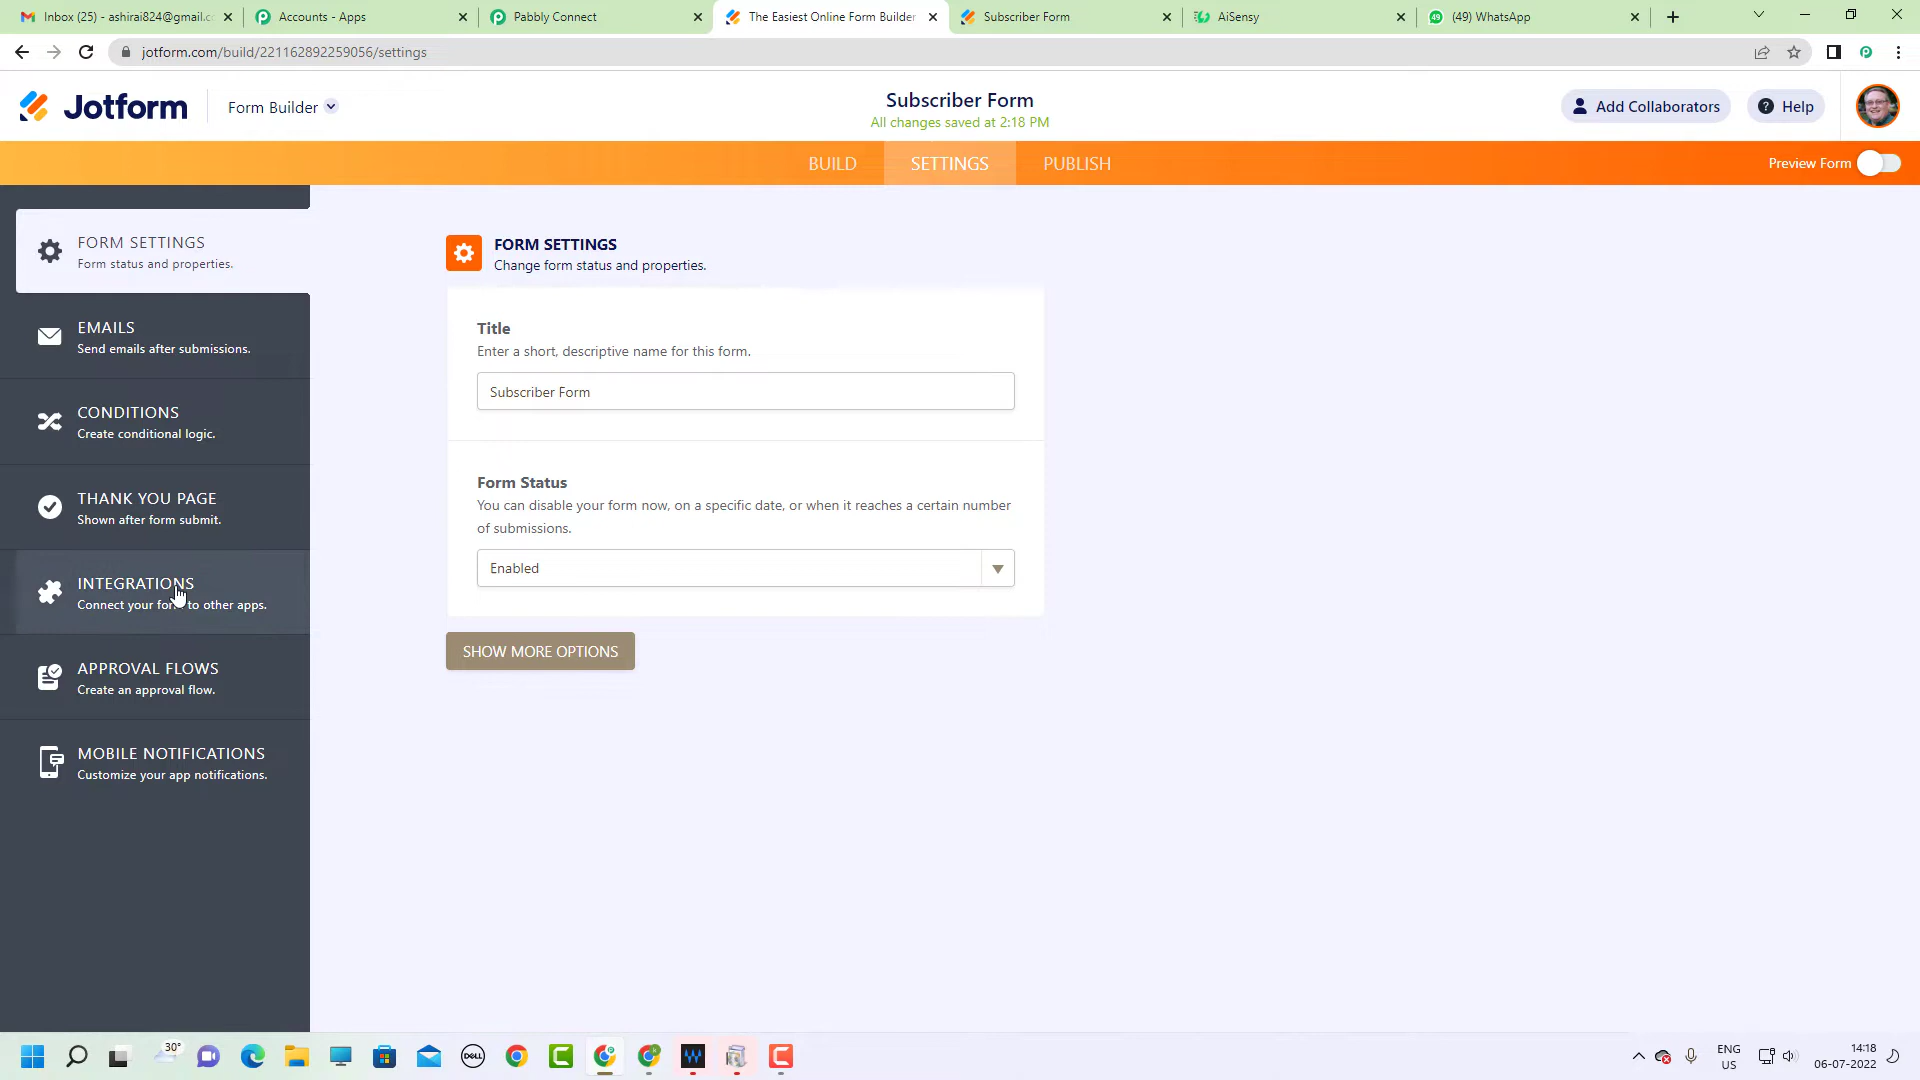 Inbox (25) - ashirai824@gmail.c
Accounts - Apps
Pabbly Connect
The Easiest Online Form Builder
Subscriber Form
AiSensy
(49) WhatsApp
jotform.com/build/221162892259056/settings
Jotform
Form Builder
Subscriber Form
All changes saved at 2:18 PM
Add Collaborators
Help
BUILD
SETTINGS
PUBLISH
Preview Form
FORM SETTINGS
Form status and properties.
EMAILS
Send emails after submissions.
CONDITIONS
Create conditional logic.
THANK YOU PAGE
Shown after form submit.
INTEGRATIONS
Connect your form to other apps.
APPROVAL FLOWS
Create an approval flow.
MOBILE NOTIFICATIONS
Customize your app notifications.
FORM SETTINGS
Change form status and properties.
Title
Enter a short, descriptive name for this form.
Subscriber Form
Form Status
You can disable your form now, on a specific date, or when it reaches a certain number
of submissions.
Enabled
SHOW MORE OPTIONS
30°
DELL
ENG
US
14:18
06-07-2022